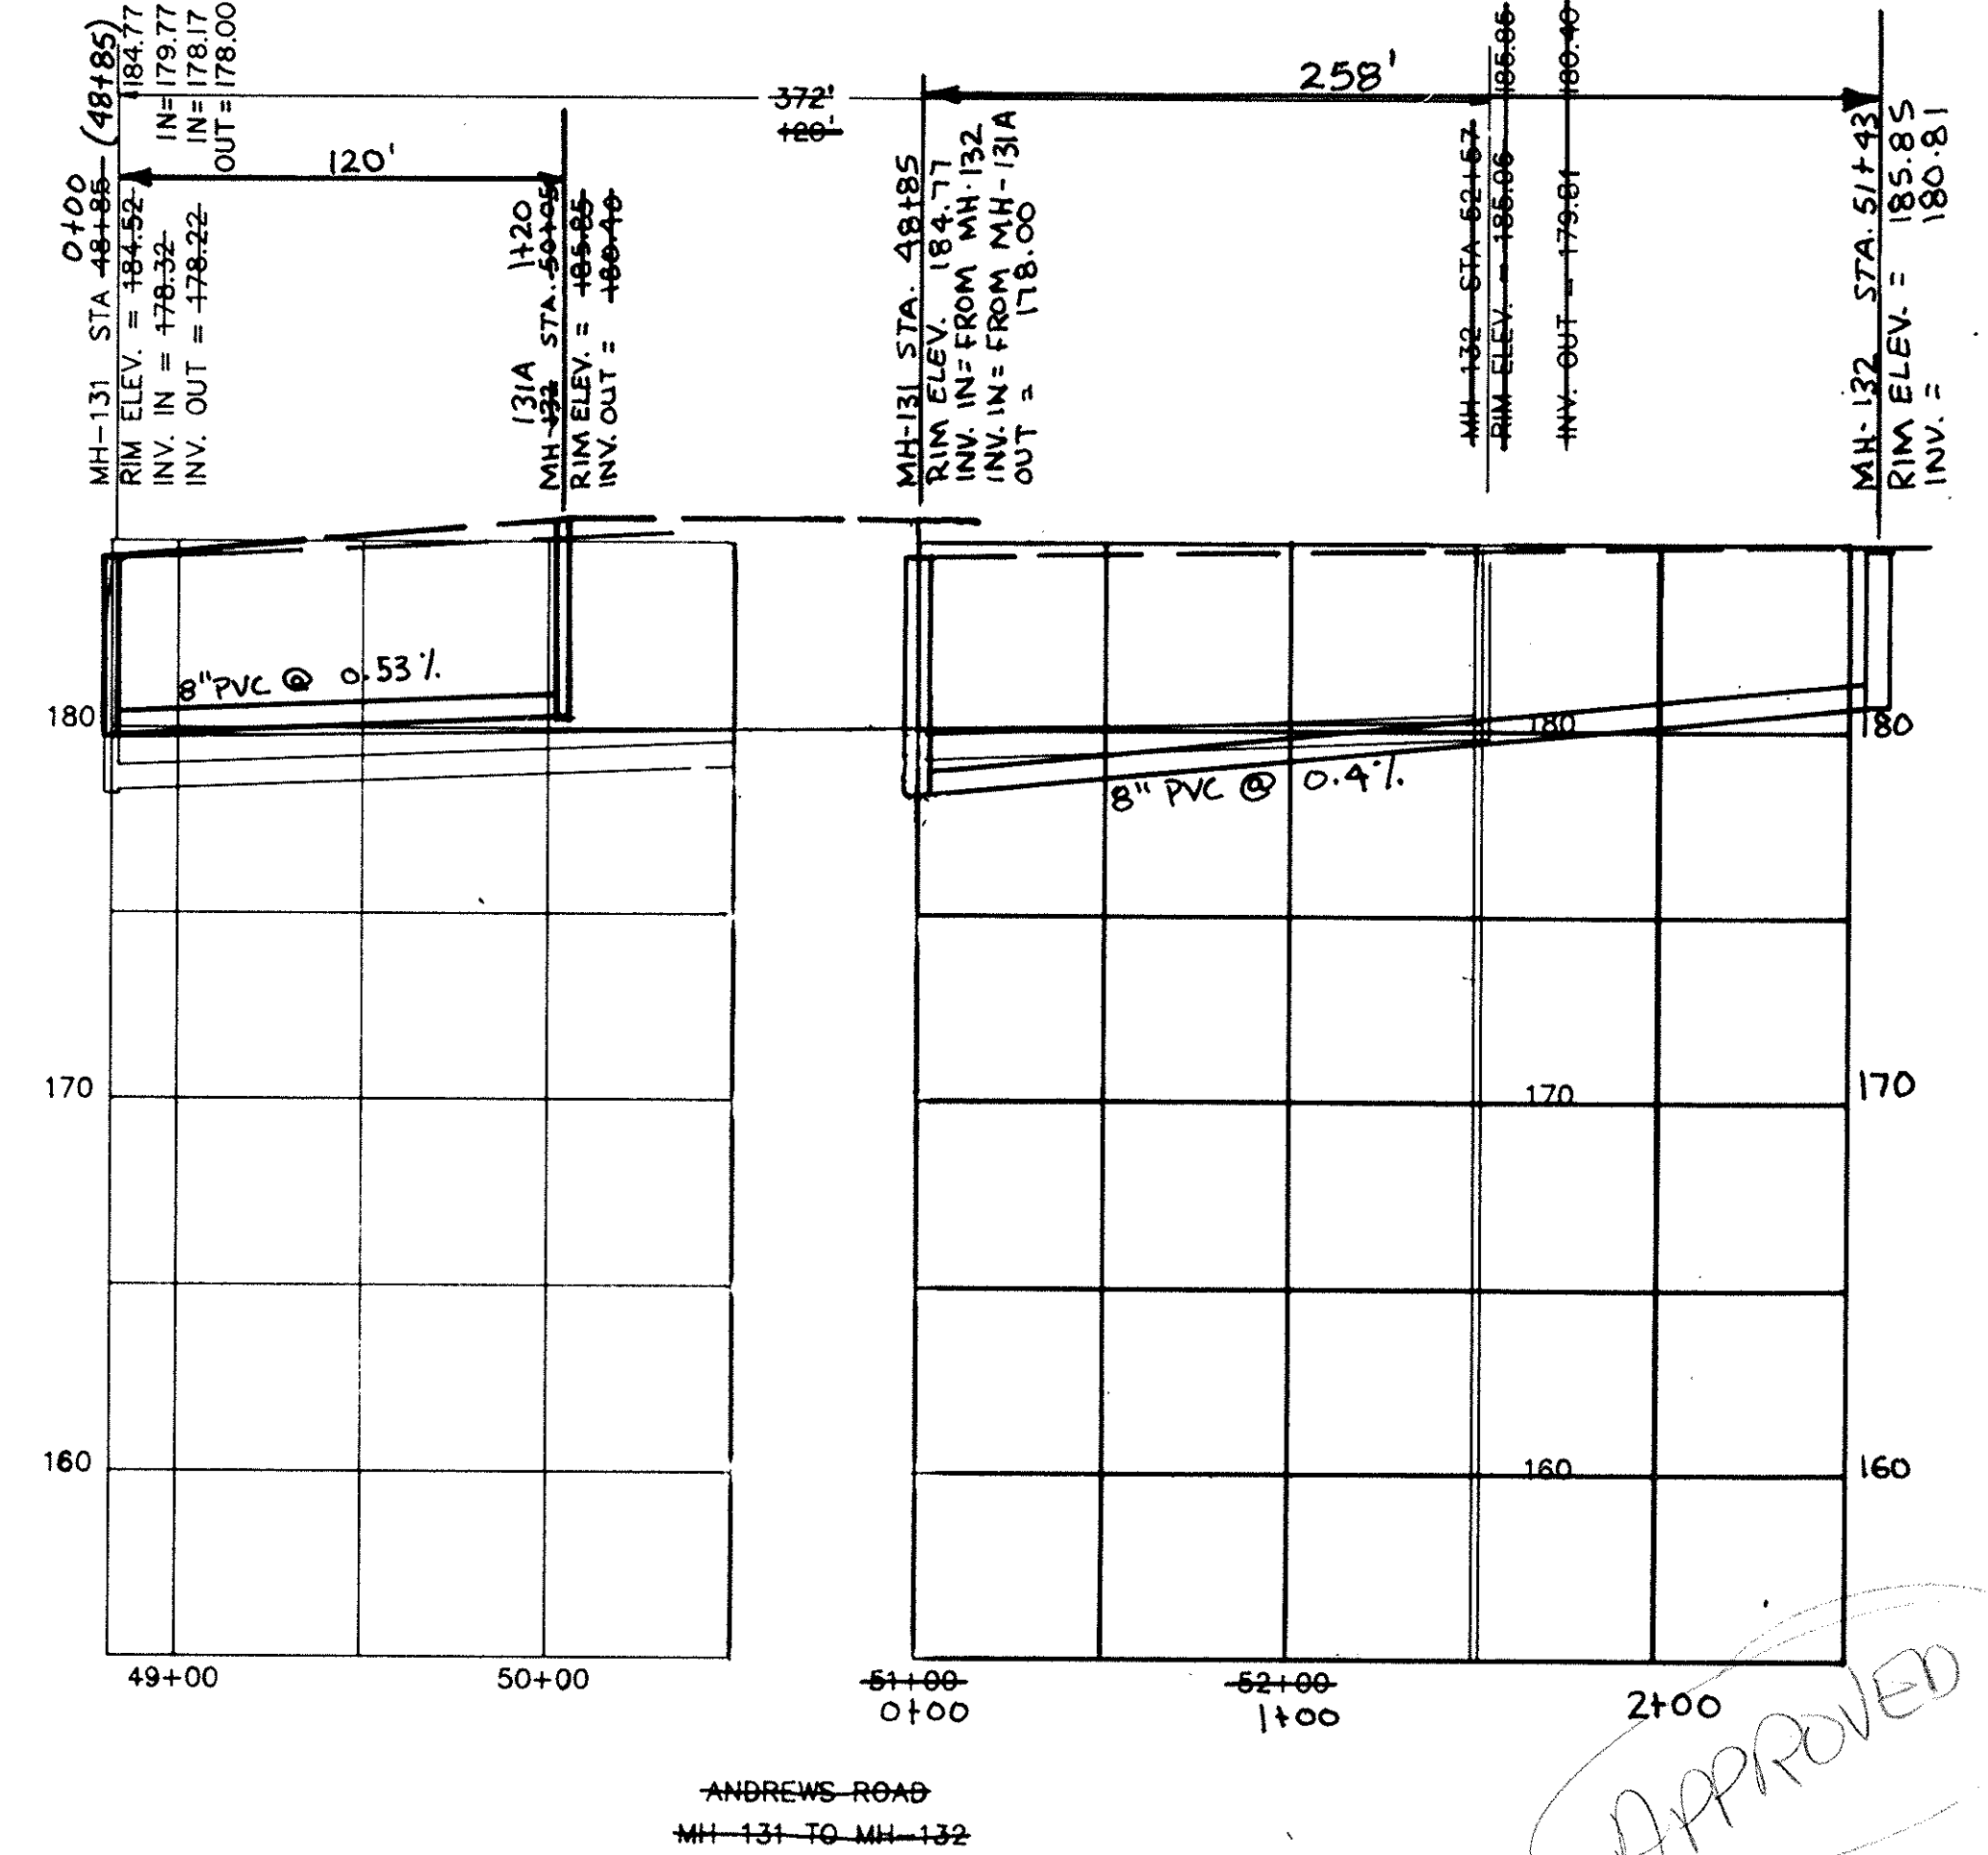 0+00
MH-131 STA 48+85 (48+85)
RIM ELEV. = 184.52 184.77
INV. IN = 178.32 IN=179.77
IN=178.17
INV. OUT = 178.22 OUT=178.00
120'
1+20
131A
MH-132 STA. 50+05
RIM ELEV. = 185.85
INV. OUT = 180.40
372'
120'
258'
MH-131 STA. 48+85
RIM ELEV. 184.77
INV. IN= FROM MH-132
INV. IN= FROM MH-131A
OUT = 178.00
MH 132 STA 52+57
RIM ELEV. = 185.06 185.85
INV. OUT = 179.81 180.40
MH-132 STA. 51+43
RIM ELEV. = 185.85
INV. = 180.81
8" PVC @ 0.53%
8" PVC @ 0.4%
180
180
180
170
170
170
160
160
160
49+00
50+00
51+00
0+00
52+00
1+00
2+00
ANDREWS ROAD
MH-131 TO MH-132
APPROVED